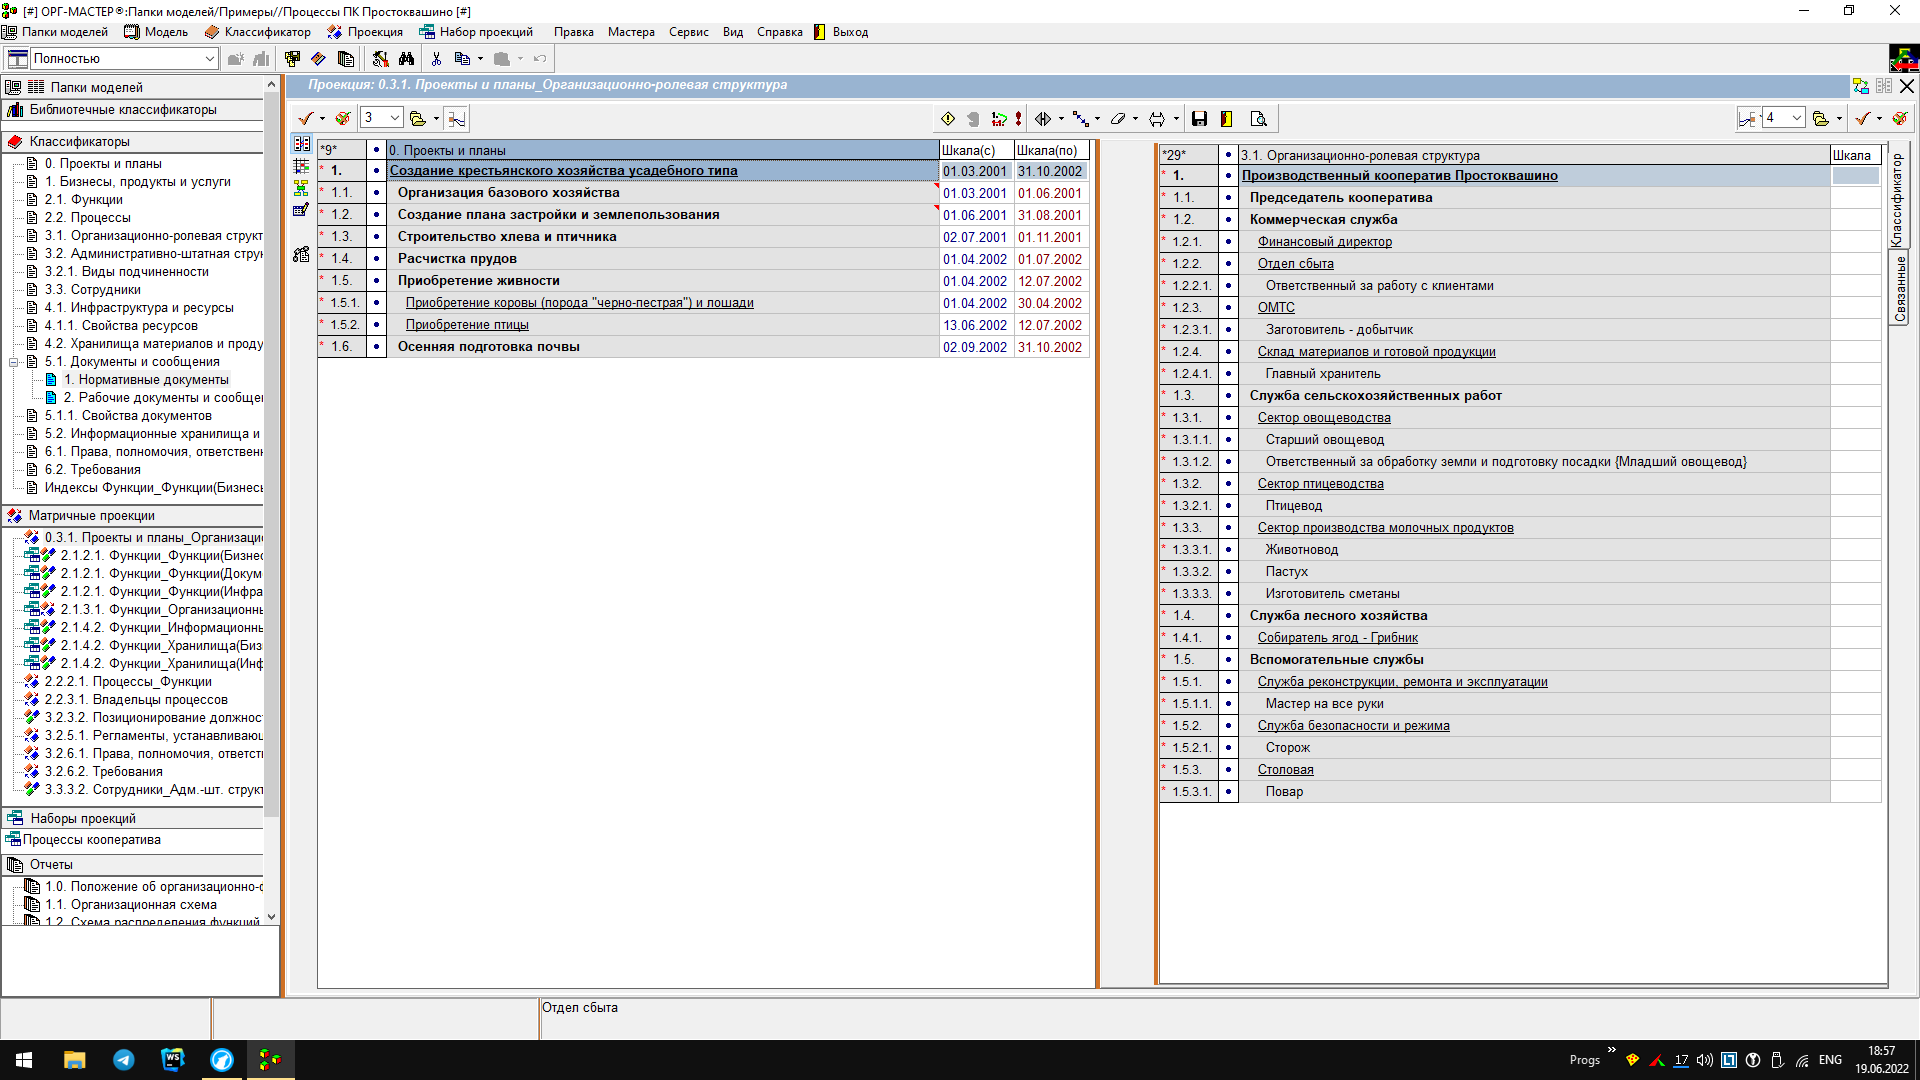 [#] ОРГ-МАСТЕР®:Папки моделей/Примеры//Процессы ПК Простоквашино [#]
Папки моделей Модель Классификатор Проекция Набор проекций Правка Мастера Сервис Вид Справка Выход
Полностью
Папки моделей
Библиотечные классификаторы
Классификаторы
0. Проекты и планы
1. Бизнесы, продукты и услуги
2.1. Функции
2.2. Процессы
3.1. Организационно-ролевая структ
3.2. Административно-штатная струк
3.2.1. Виды подчиненности
3.3. Сотрудники
4.1. Инфраструктура и ресурсы
4.1.1. Свойства ресурсов
4.2. Хранилища материалов и проду
5.1. Документы и сообщения
1. Нормативные документы
2. Рабочие документы и сообще
5.1.1. Свойства документов
5.2. Информационные хранилища и
6.1. Права, полномочия, ответствен
6.2. Требования
Индексы Функции_Функции(Бизнесы
Матричные проекции
0.3.1. Проекты и планы_Организаци
2.1.2.1. Функции_Функции(Бизнес
2.1.2.1. Функции_Функции(Докум
2.1.2.1. Функции_Функции(Инфра
2.1.3.1. Функции_Организационнь
2.1.4.2. Функции_Информационнь
2.1.4.2. Функции_Хранилища(Биз
2.1.4.2. Функции_Хранилища(Инф
2.2.2.1. Процессы_Функции
2.2.3.1. Владельцы процессов
3.2.3.2. Позиционирование должнос
3.2.5.1. Регламенты, устанавливаю
3.2.6.1. Права, полномочия, ответст
3.2.6.2. Требования
3.3.3.2. Сотрудники_Адм.-шт. структ
Наборы проекций
Процессы кооператива
Отчеты
1.0. Положение об организационно-с
1.1. Организационная схема
1.2. Схема распределения функций
Проекция: 0.3.1. Проекты и планы_Организационно-ролевая структура
3
4
*9* 0. Проекты и планы Шкала(с) Шкала(по)
* 1. Создание крестьянского хозяйства усадебного типа 01.03.2001 31.10.2002
* 1.1. Организация базового хозяйства 01.03.2001 01.06.2001
* 1.2. Создание плана застройки и землепользования 01.06.2001 31.08.2001
* 1.3. Строительство хлева и птичника 02.07.2001 01.11.2001
* 1.4. Расчистка прудов 01.04.2002 01.07.2002
* 1.5. Приобретение живности 01.04.2002 12.07.2002
* 1.5.1. Приобретение коровы (порода "черно-пестрая") и лошади 01.04.2002 30.04.2002
* 1.5.2. Приобретение птицы 13.06.2002 12.07.2002
* 1.6. Осенняя подготовка почвы 02.09.2002 31.10.2002
*29* 3.1. Организационно-ролевая структура Шкала
* 1. Производственный кооператив Простоквашино
* 1.1. Председатель кооператива
* 1.2. Коммерческая служба
* 1.2.1. Финансовый директор
* 1.2.2. Отдел сбыта
* 1.2.2.1. Ответственный за работу с клиентами
* 1.2.3. ОМТС
* 1.2.3.1. Заготовитель - добытчик
* 1.2.4. Склад материалов и готовой продукции
* 1.2.4.1. Главный хранитель
* 1.3. Служба сельскохозяйственных работ
* 1.3.1. Сектор овощеводства
* 1.3.1.1. Старший овощевод
* 1.3.1.2. Ответственный за обработку земли и подготовку посадки {Младший овощевод}
* 1.3.2. Сектор птицеводства
* 1.3.2.1. Птицевод
* 1.3.3. Сектор производства молочных продуктов
* 1.3.3.1. Животновод
* 1.3.3.2. Пастух
* 1.3.3.3. Изготовитель сметаны
* 1.4. Служба лесного хозяйства
* 1.4.1. Собиратель ягод - Грибник
* 1.5. Вспомогательные службы
* 1.5.1. Служба реконструкции, ремонта и эксплуатации
* 1.5.1.1. Мастер на все руки
* 1.5.2. Служба безопасности и режима
* 1.5.2.1. Сторож
* 1.5.3. Столовая
* 1.5.3.1. Повар
Классификатор
Связанные
Отдел сбыта
WS
Progs » 17 ENG
18:57
19.06.2022